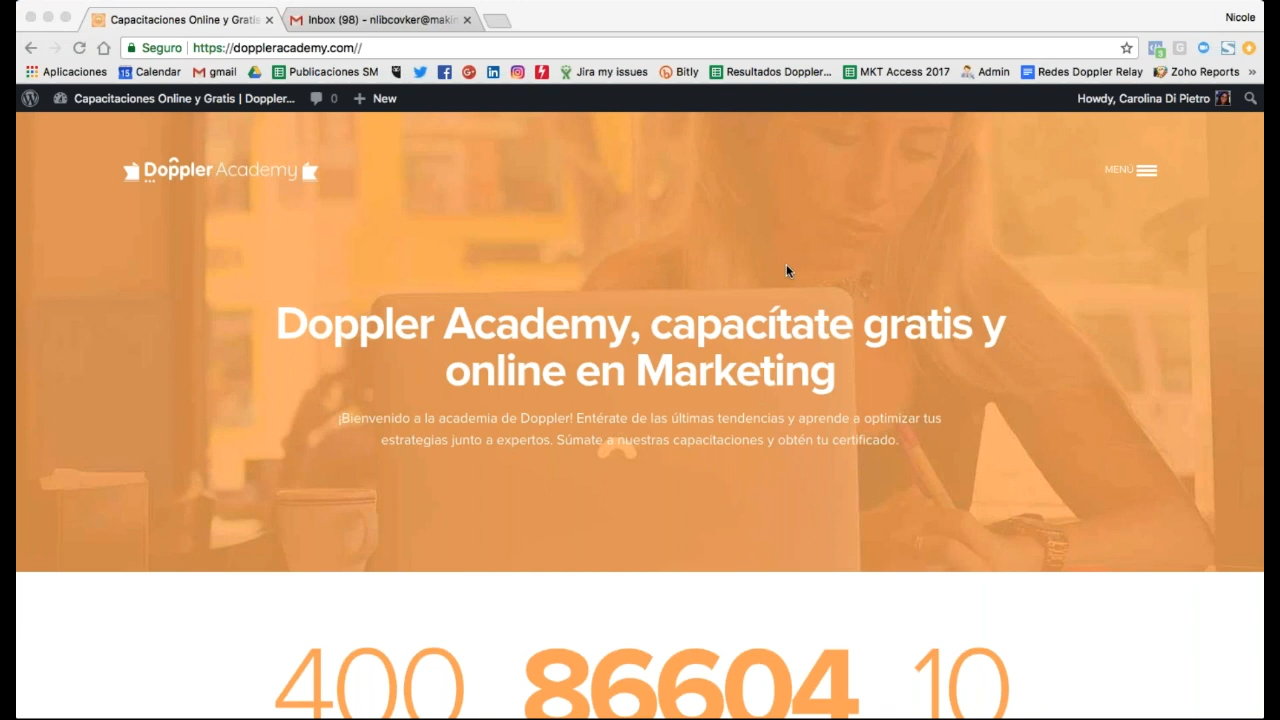 Capacitaciones Online y Gratis
Inbox (98) - nlibcovker@makin
Nicole
Seguro
https://doppleracademy.com//
Aplicaciones
Calendar
gmail
Publicaciones SM
Jira my issues
Bitly
Resultados Doppler...
MKT Access 2017
Admin
Redes Doppler Relay
Zoho Reports
»
Capacitaciones Online y Gratis | Doppler...
0
New
Howdy, Carolina Di Pietro
Doppler Academy
MENÚ
Doppler Academy, capacítate gratis y
online en Marketing
¡Bienvenido a la academia de Doppler! Entérate de las últimas tendencias y aprende a optimizar tus
estrategias junto a expertos. Súmate a nuestras capacitaciones y obtén tu certificado.
400 86604 10